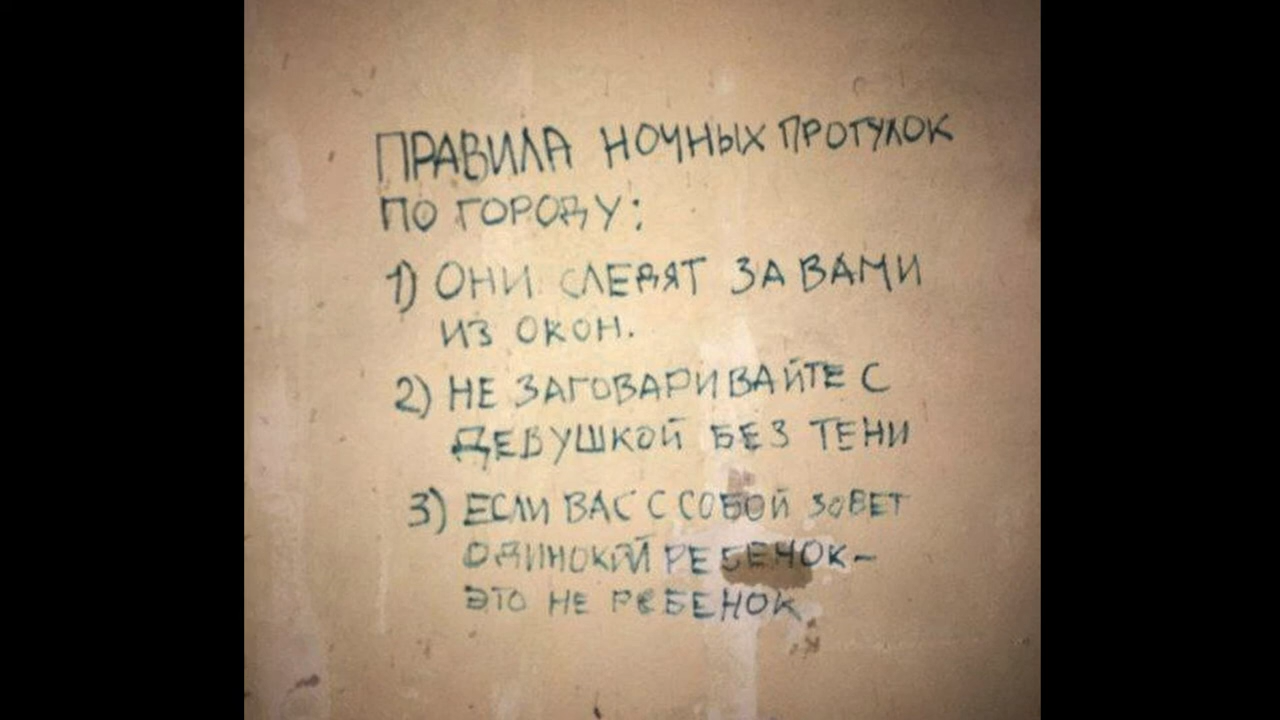 ПРАВИЛА НОЧНЫХ ПРОГУЛОК
ПО ГОРОДУ:
1) ОНИ СЛЕДЯТ ЗА ВАМИ
ИЗ ОКОН.
2) НЕ ЗАГОВАРИВАЙТЕ С
ДЕВУШКОЙ БЕЗ ТЕНИ
3) ЕСЛИ ВАС С СОБОЙ ЗОВЕТ
ОДИНОКИЙ РЕБЕНОК-
ЭТО НЕ РЕБЕНОК